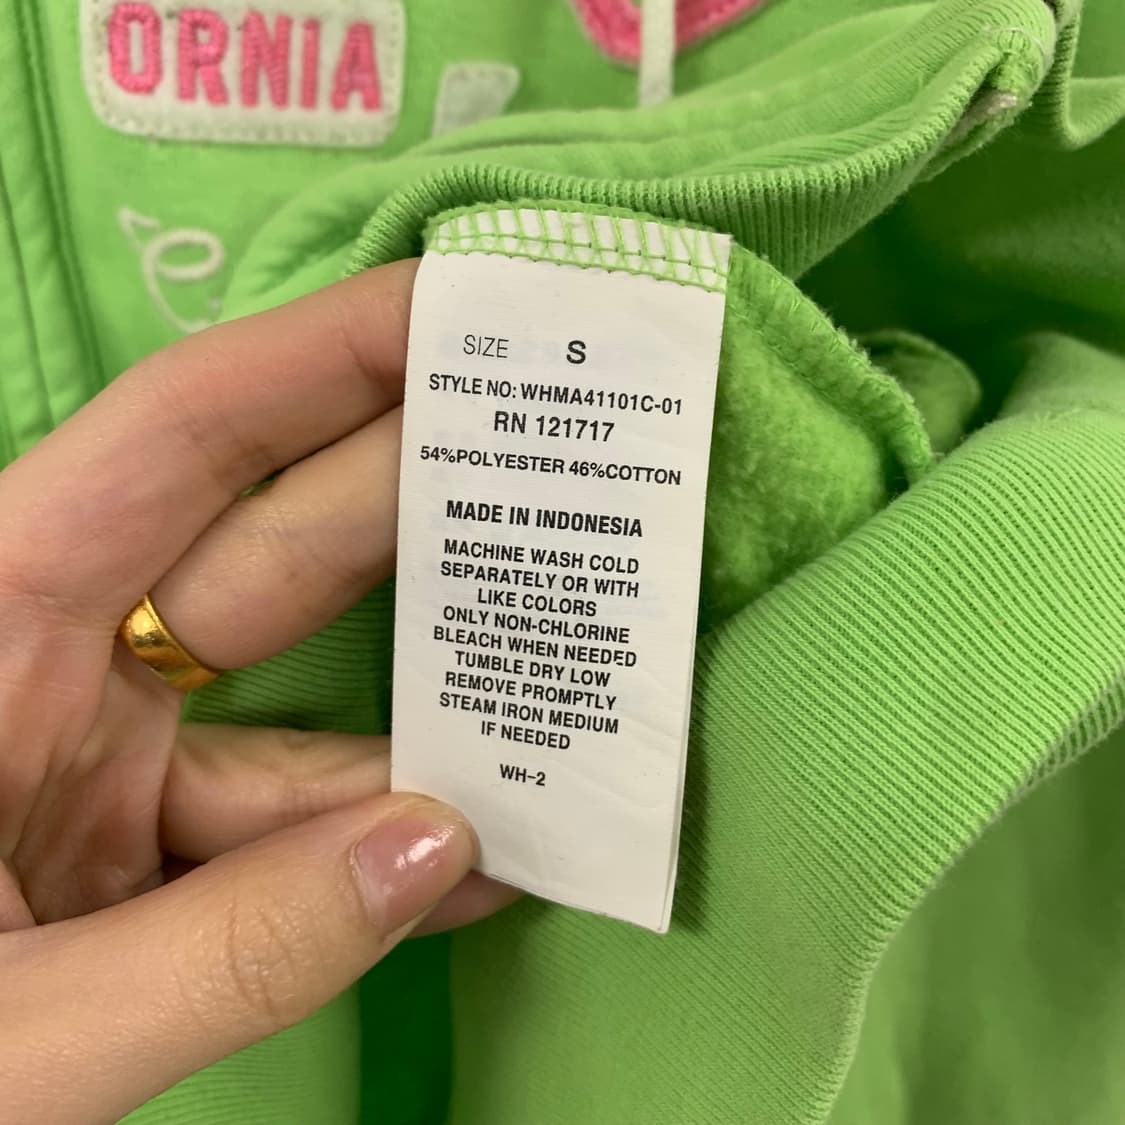 ORNIA
SIZE S
STYLE NO: WHMA41101C-01
RN 121717
54%POLYESTER 46%COTTON
MADE IN INDONESIA
MACHINE WASH COLD
SEPARATELY OR WITH
LIKE COLORS
ONLY NON-CHLORINE
BLEACH WHEN NEEDED
TUMBLE DRY LOW
REMOVE PROMPTLY
STEAM IRON MEDIUM
IF NEEDED
WH-2